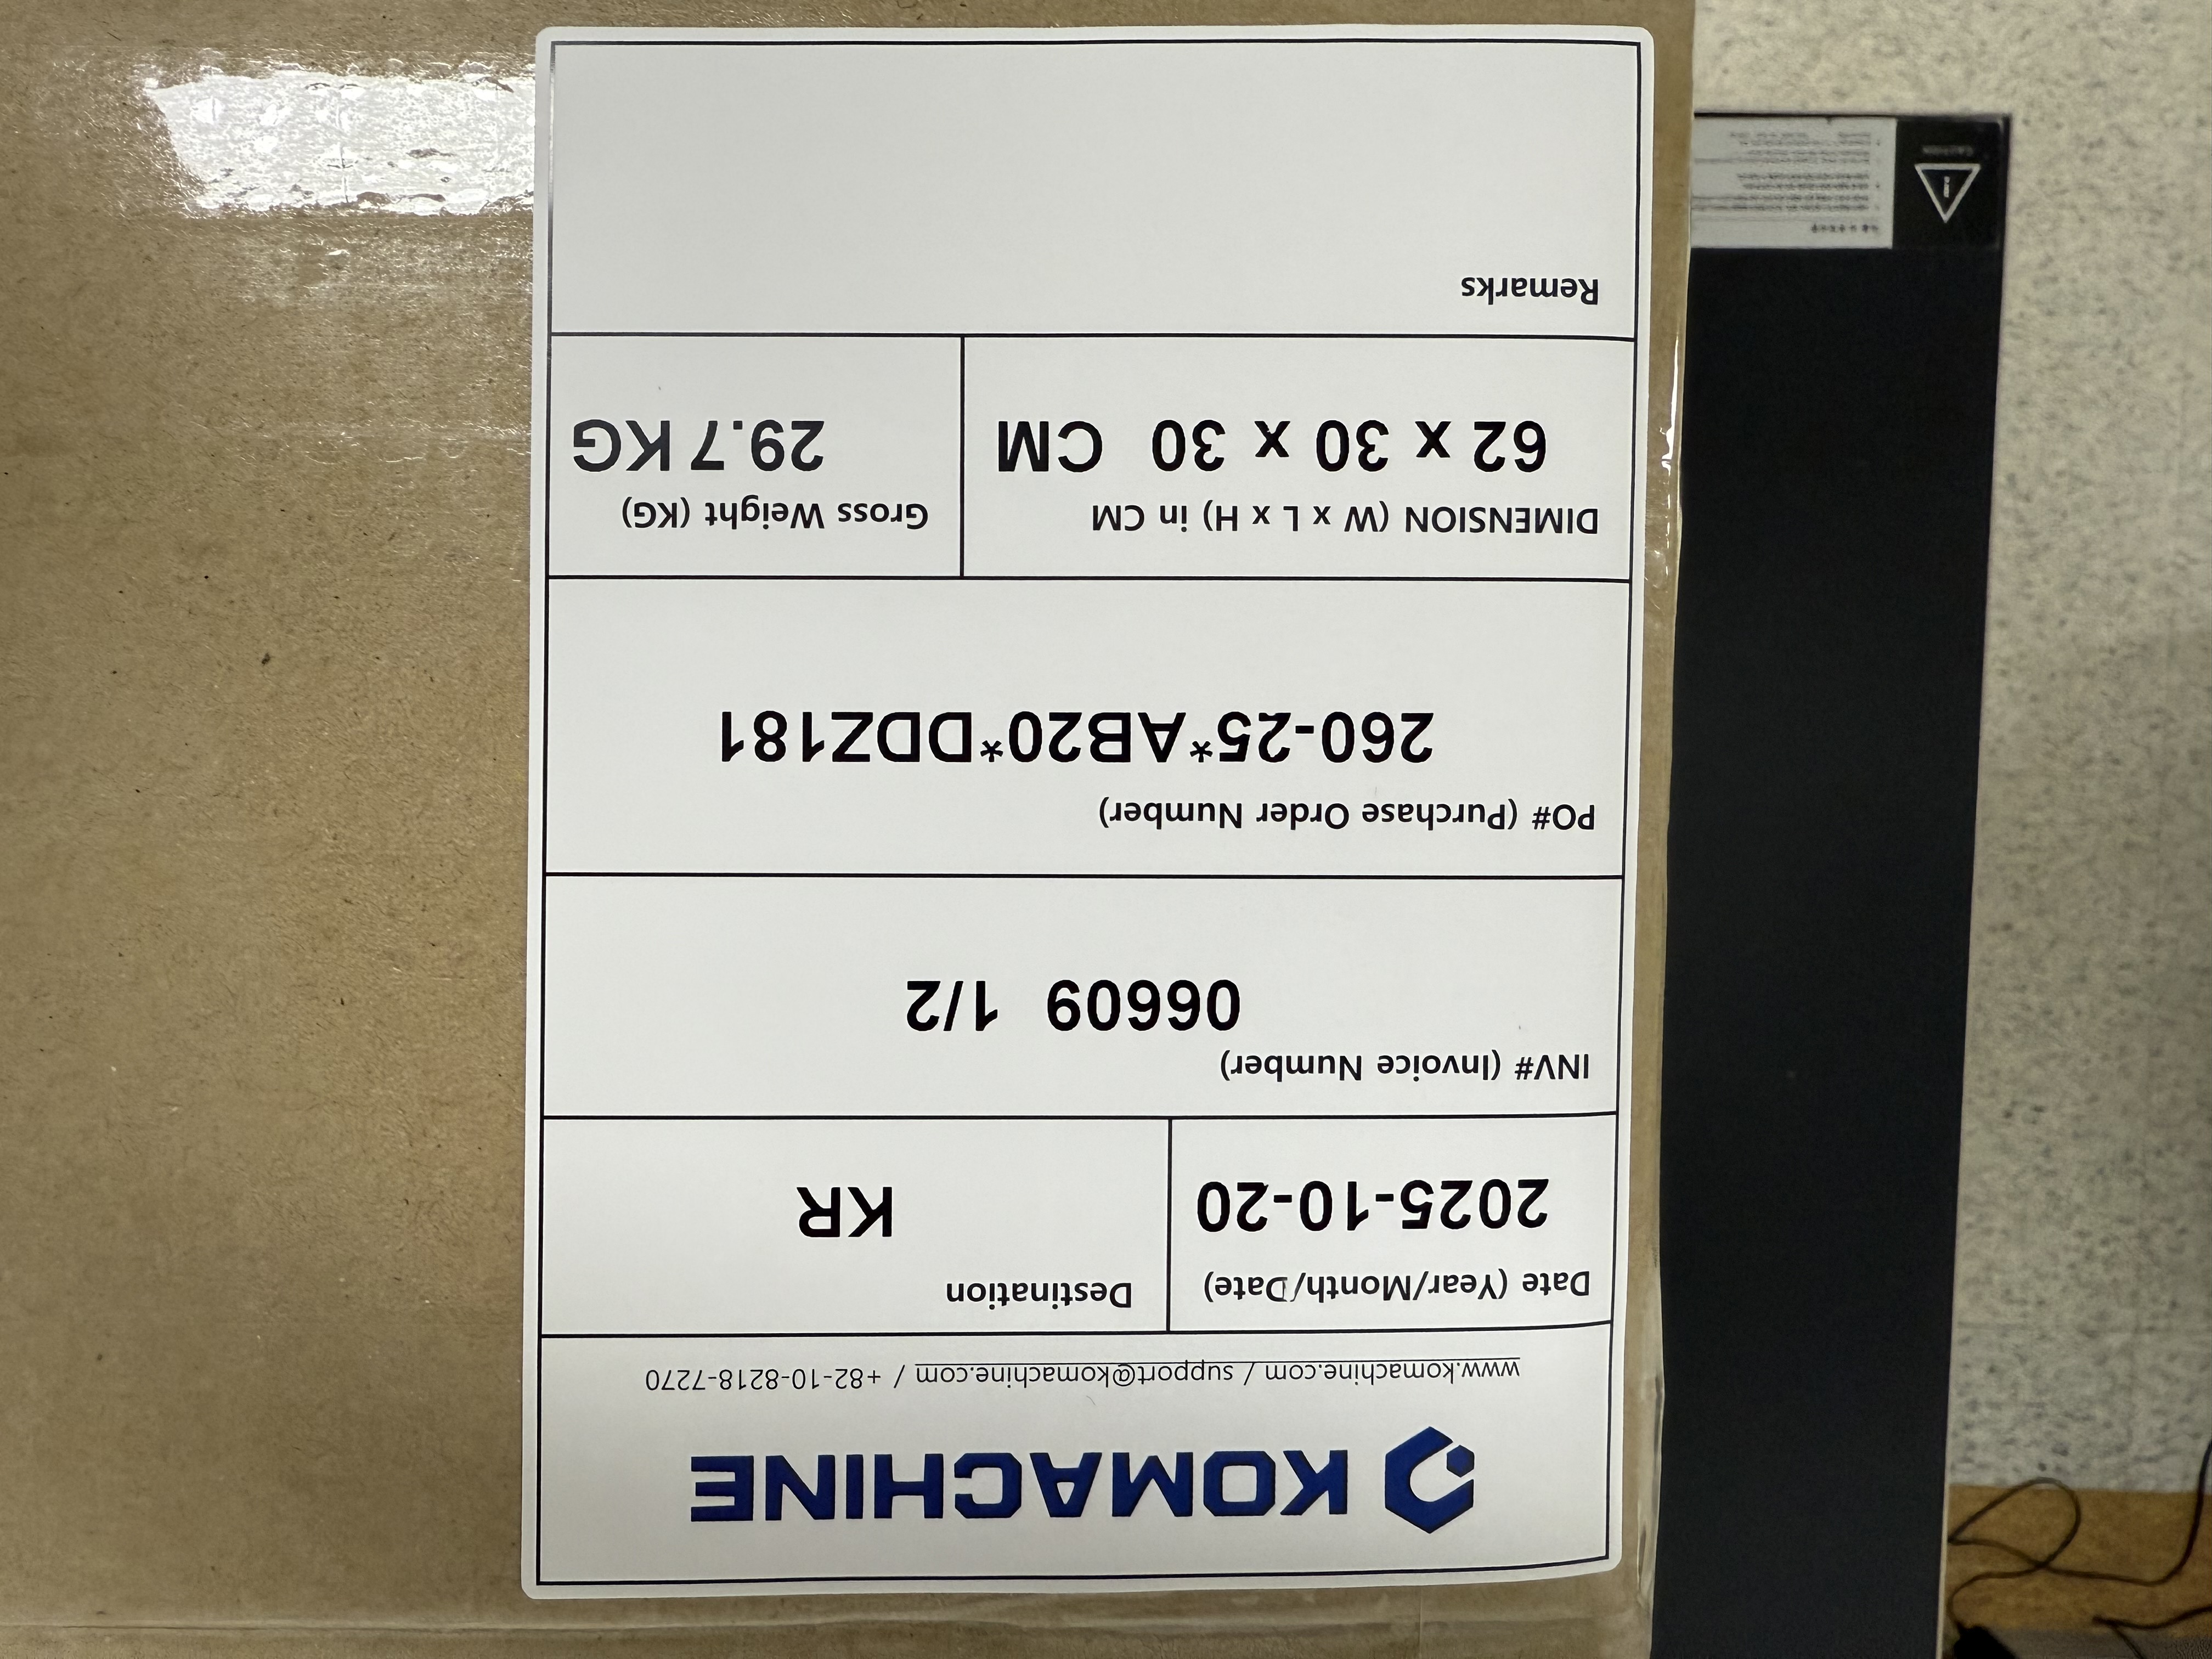 KOMACHINE
www.komachine.com / support@komachine.com / +82-10-8218-7270
Date (Year/Month/Date)
2025-10-20
Destination
KR
INV# (Invoice Number)
06609 1/2
PO# (Purchase Order Number)
260-25*AB20*DDZ181
DIMENSION (W x L x H) in CM
62 x 30 x 30 CM
Gross Weight (KG)
29.7 KG
Remarks
CAUTION